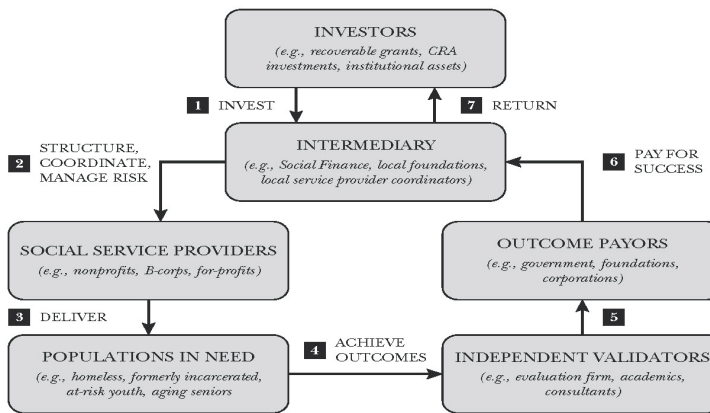 INVESTORS
(e.g., recoverable grants, CRA
investments, institutional assets)
1 INVEST
7 RETURN
INTERMEDIARY
(e.g., Social Finance, local foundations,
local service provider coordinators)
2 STRUCTURE,
COORDINATE,
MANAGE RISK
6 PAY FOR
SUCCESS
SOCIAL SERVICE PROVIDERS
(e.g., nonprofits, B-corps, for-profits)
OUTCOME PAYORS
(e.g., government, foundations,
corporations)
3 DELIVER
4 ACHIEVE
OUTCOMES
5
POPULATIONS IN NEED
(e.g., homeless, formerly incarcerated,
at-risk youth, aging seniors
INDEPENDENT VALIDATORS
(e.g., evaluation firm, academics,
consultants)